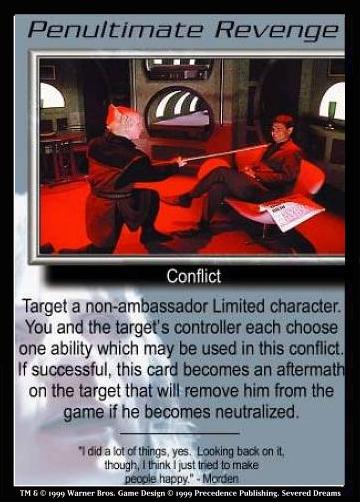 Penultimate Revenge
Conflict
Target a non-ambassador Limited character.
You and the target's controller each choose
one ability which may be used in this conflict.
If successful, this card becomes an aftermath
on the target that will remove him from the
game if he becomes neutralized.
"I did a lot of things, yes. Looking back on it,
though, I think I just tried to make
people happy." - Morden
TM & © 1999 Warner Bros. Game Design © 1999 Precedence Publishing. Severed Dreams